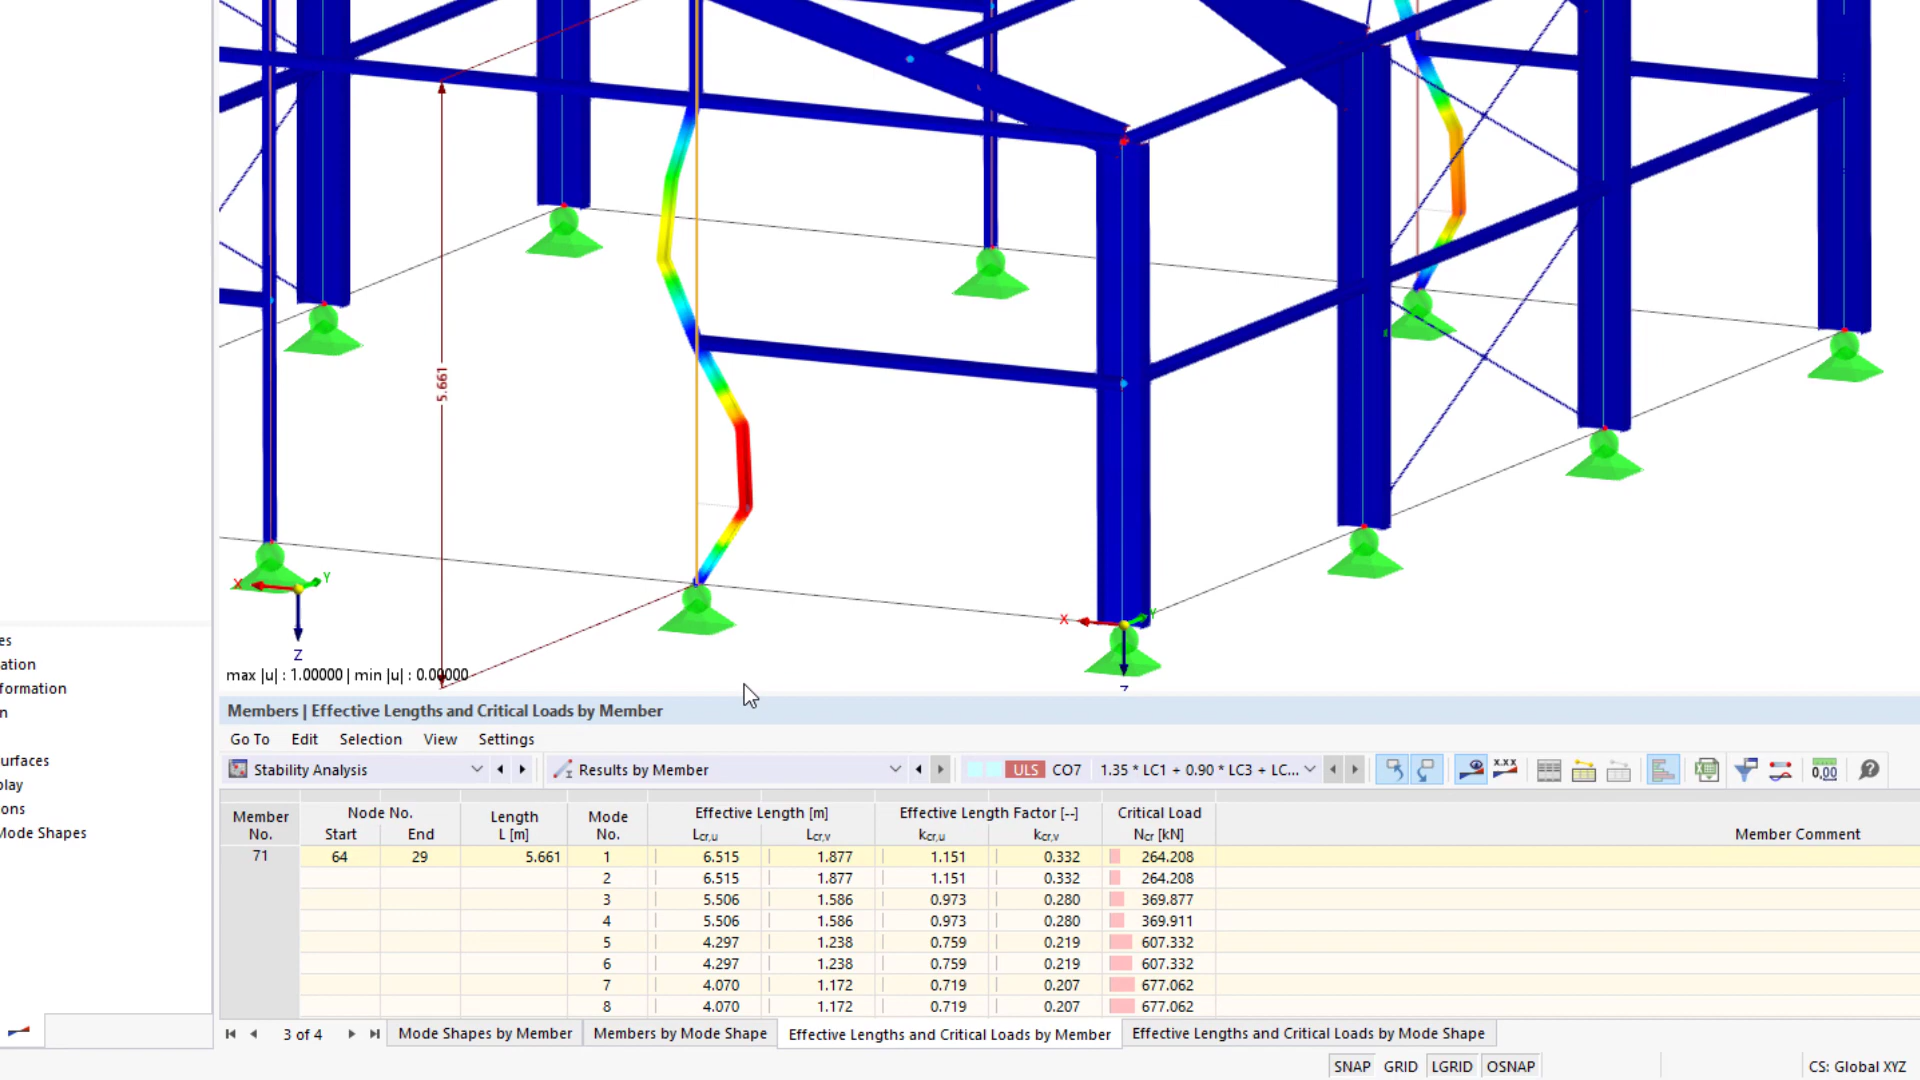 5.661
X
Y
Z
X
Y
Z
max |u| : 1.00000 | min |u| : 0.00000
es
ation
formation
n
urfaces
play
ons
Mode Shapes
Members | Effective Lengths and Critical Loads by Member
Go To Edit Selection View Settings
Stability Analysis Results by Member ULS CO7 1.35 * LC1 + 0.90 * LC3 + LC...
x.xx
0,00
Member No. Node No. Start End Length L [m] Mode No. Effective Length [m] Lcr,u Lcr,v Effective Length Factor [--] kcr,u kcr,v Critical Load Ncr [kN] Member Comment
71 64 29 5.661 1 6.515 1.877 1.151 0.332 264.208
2 6.515 1.877 1.151 0.332 264.208
3 5.506 1.586 0.973 0.280 369.877
4 5.506 1.586 0.973 0.280 369.911
5 4.297 1.238 0.759 0.219 607.332
6 4.297 1.238 0.759 0.219 607.332
7 4.070 1.172 0.719 0.207 677.062
8 4.070 1.172 0.719 0.207 677.062
3 of 4 Mode Shapes by Member Members by Mode Shape Effective Lengths and Critical Loads by Member Effective Lengths and Critical Loads by Mode Shape
SNAP GRID LGRID OSNAP CS: Global XYZ